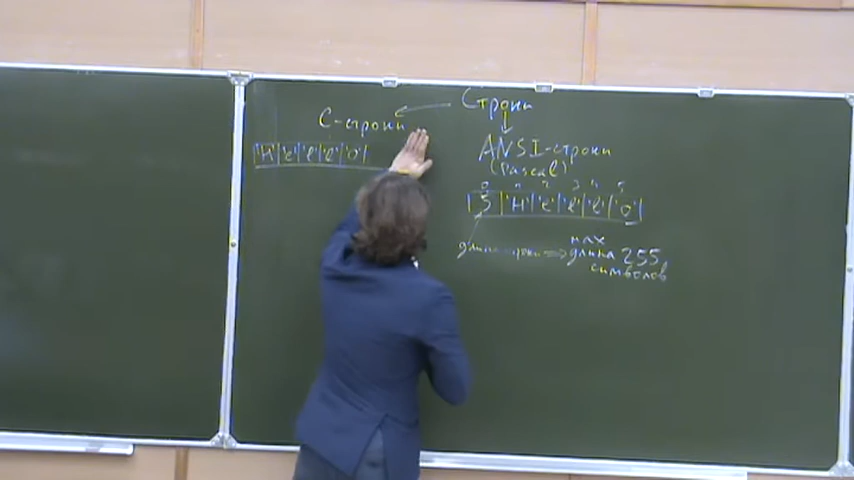 Строки
C-строки
|'H'|'e'|'l'|'l'|'o'|
ANSI-строки
(Pascal)
0 1 2 3 4 5
|5|'H'|'e'|'l'|'l'|'o'|
длина строки => max
длина 255
символов